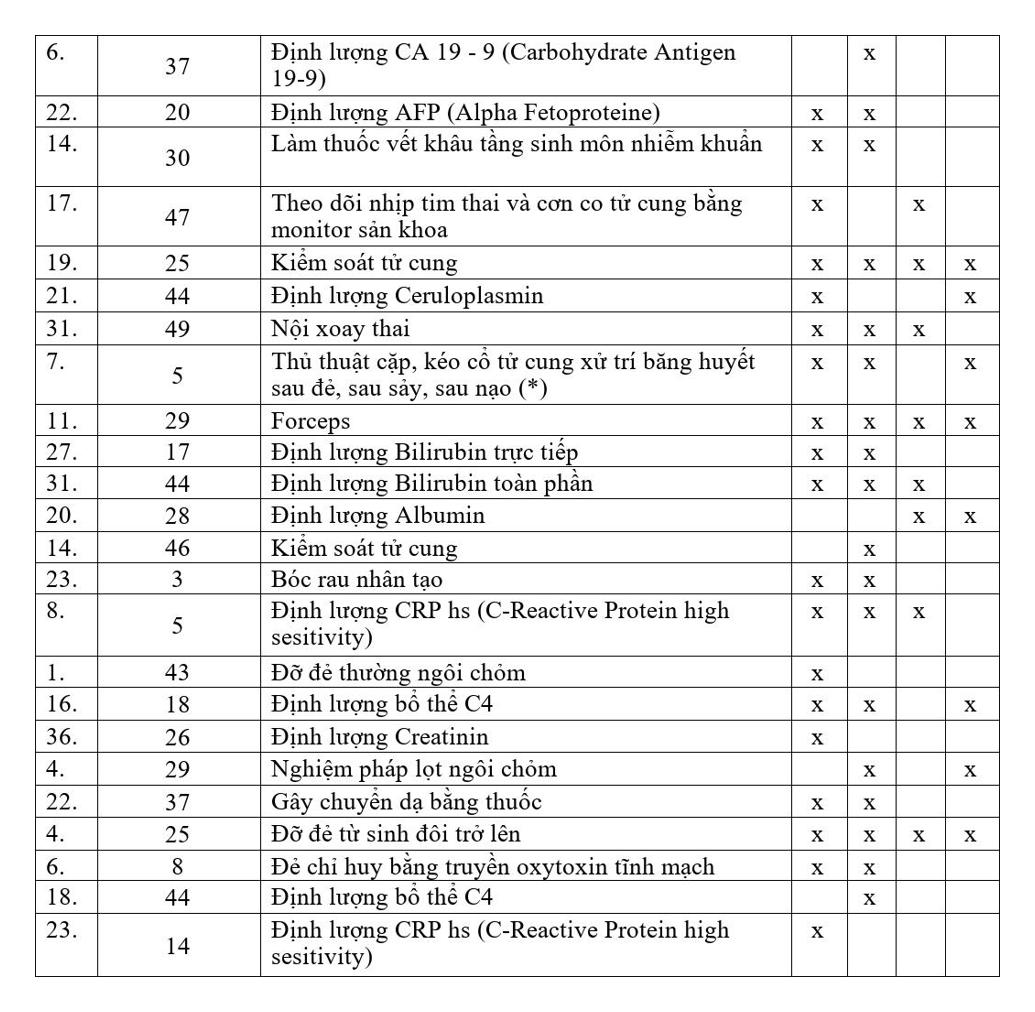 6. 37 Định lượng CA 19 - 9 (Carbohydrate Antigen x
19-9)
22. 20 Định lượng AFP (Alpha Fetoproteine) x x
14. 30 Làm thuốc vết khâu tầng sinh môn nhiễm khuẩn x x
17. 47 Theo dõi nhịp tim thai và cơn co tử cung bằng x x
monitor sản khoa
19. 25 Kiểm soát tử cung x x x x
21. 44 Định lượng Ceruloplasmin x x
31. 49 Nội xoay thai x x x
7. 5 Thủ thuật cặp, kéo cổ tử cung xử trí băng huyết x x x
sau đẻ, sau sảy, sau nạo (*)
11. 29 Forceps x x x x
27. 17 Định lượng Bilirubin trực tiếp x x
31. 44 Định lượng Bilirubin toàn phần x x x
20. 28 Định lượng Albumin x x
14. 46 Kiểm soát tử cung x
23. 3 Bóc rau nhân tạo x x
8. 5 Định lượng CRP hs (C-Reactive Protein high x x x
sesitivity)
1. 43 Đỡ đẻ thường ngôi chỏm x
16. 18 Định lượng bổ thể C4 x x x
36. 26 Định lượng Creatinin x
4. 29 Nghiệm pháp lọt ngôi chỏm x x
22. 37 Gây chuyển dạ bằng thuốc x x
4. 25 Đỡ đẻ từ sinh đôi trở lên x x x x
6. 8 Đẻ chỉ huy bằng truyền oxytoxin tĩnh mạch x x
18. 44 Định lượng bổ thể C4 x
23. 14 Định lượng CRP hs (C-Reactive Protein high x
sesitivity)